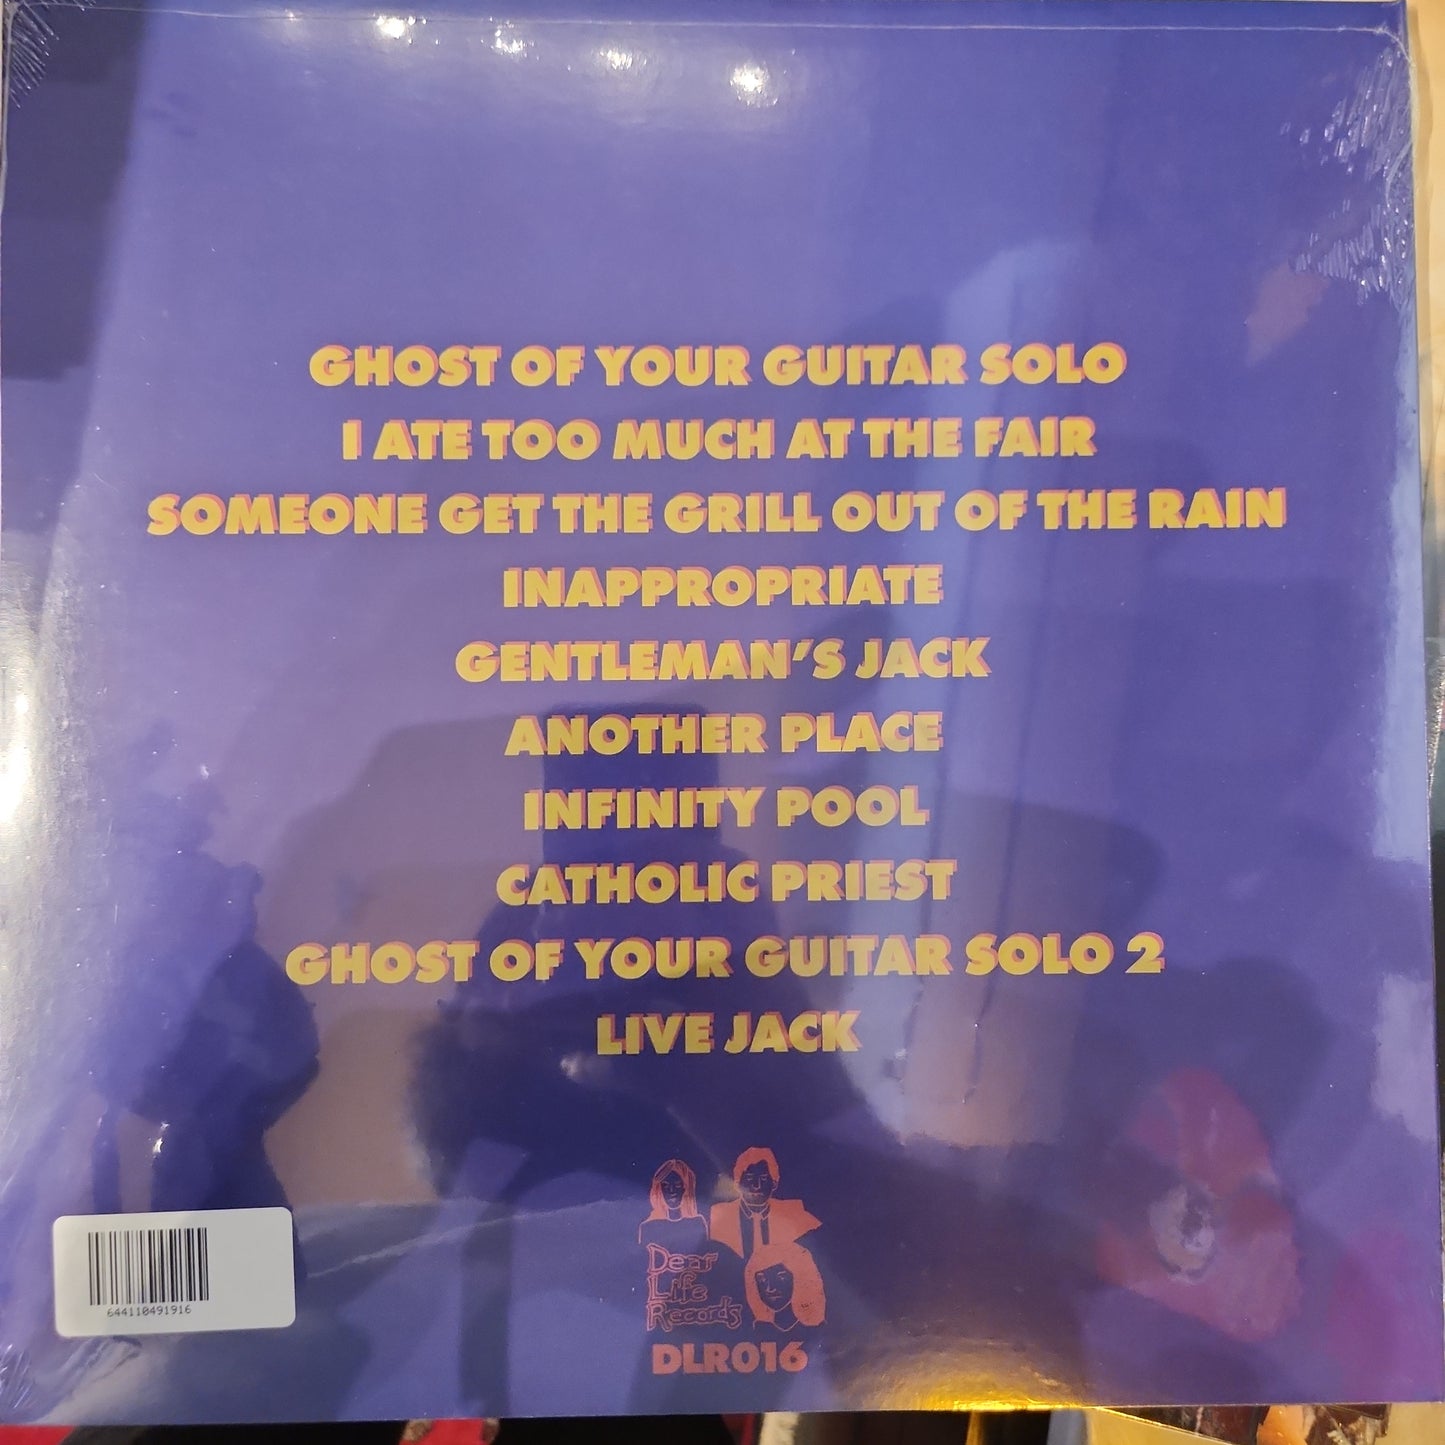 GHOST OF YOUR GUITAR SOLO
I ATE TOO MUCH AT THE FAIR
SOMEONE GET THE GRILL OUT OF THE RAIN
INAPPROPRIATE
GENTLEMAN'S JACK
ANOTHER PLACE
INFINITY POOL
CATHOLIC PRIEST
GHOST OF YOUR GUITAR SOLO 2
LIVE JACK
Dear
Life
Records
DLR016
644110491916